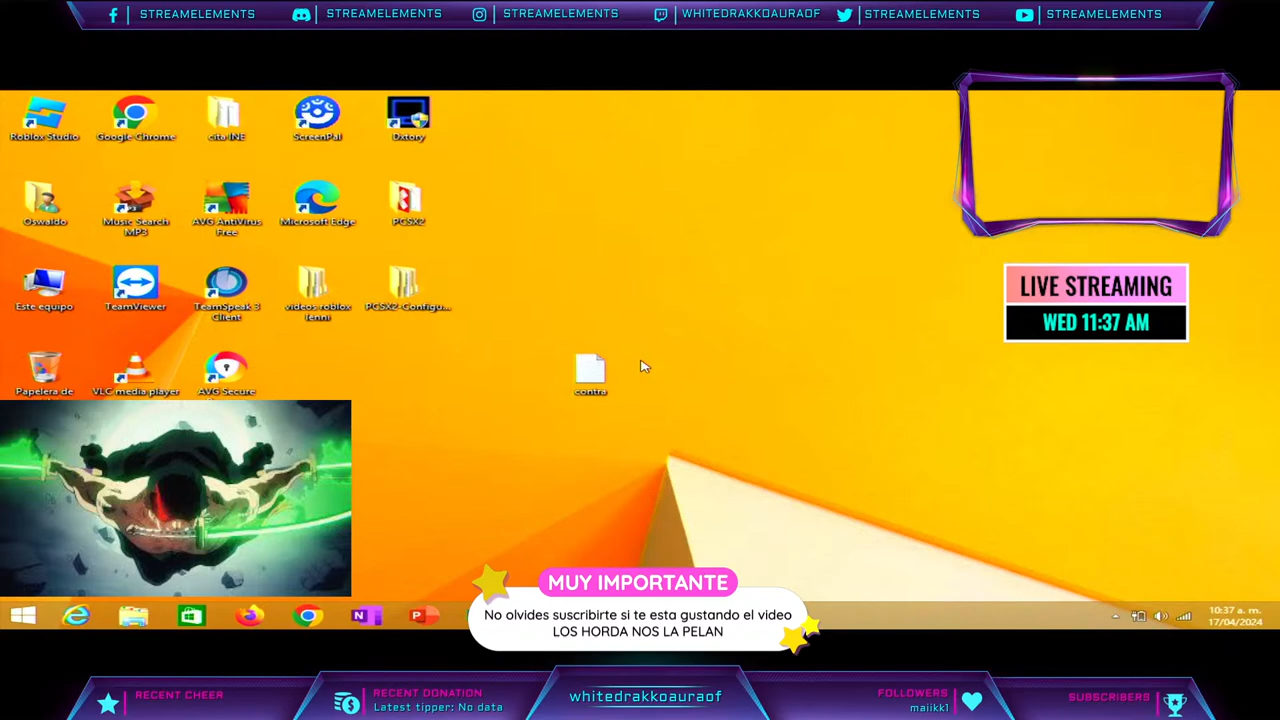 STREAMELEMENTS
STREAMELEMENTS
STREAMELEMENTS
WHITEDRAKKOAURAOF
STREAMELEMENTS
STREAMELEMENTS
Roblox Studio
Google Chrome
cita INE
ScreenPal
Dxtory
Oswaldo
Music Search
MP3
AVG AntiVirus
Free
Microsoft Edge
PCSX2
LIVE STREAMING
WED 11:37 AM
Este equipo
TeamViewer
TeamSpeak 3
Client
videos roblox
lenni
PCSX2 -Configu...
Papelera de
VLC media player
AVG Secure
contra
MUY IMPORTANTE
No olvides suscribirte si te esta gustando el video
LOS HORDA NOS LA PELAN
10:37 a. m.
17/04/2024
RECENT CHEER
RECENT DONATION
Latest tipper: No data
whitedrakkoauraof
FOLLOWERS
maiikk1
SUBSCRIBERS